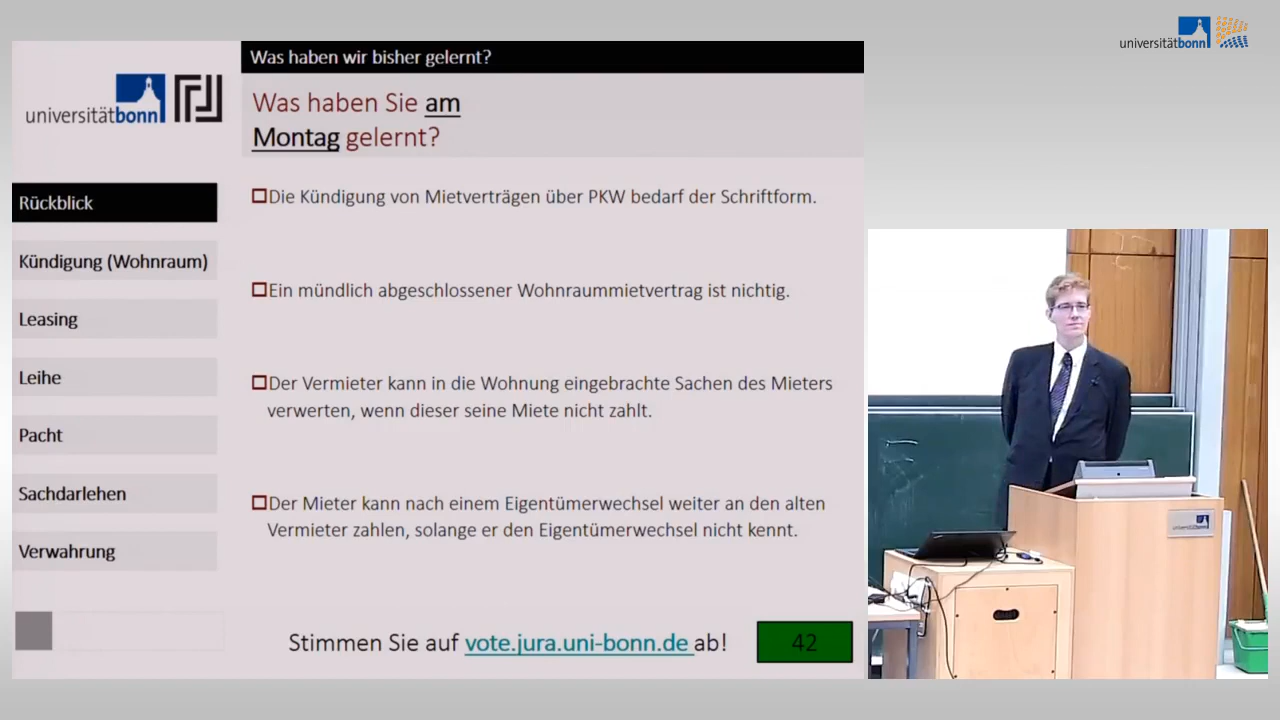 universitätbonn
Was haben wir bisher gelernt?
universitätbonn
Was haben Sie am
Montag gelernt?
Rückblick
Kündigung (Wohnraum)
Leasing
Leihe
Pacht
Sachdarlehen
Verwahrung
Die Kündigung von Mietverträgen über PKW bedarf der Schriftform.
Ein mündlich abgeschlossener Wohnraummietvertrag ist nichtig.
Der Vermieter kann in die Wohnung eingebrachte Sachen des Mieters
verwerten, wenn dieser seine Miete nicht zahlt.
Der Mieter kann nach einem Eigentümerwechsel weiter an den alten
Vermieter zahlen, solange er den Eigentümerwechsel nicht kennt.
Stimmen Sie auf vote.jura.uni-bonn.de ab!
42
universitätbonn